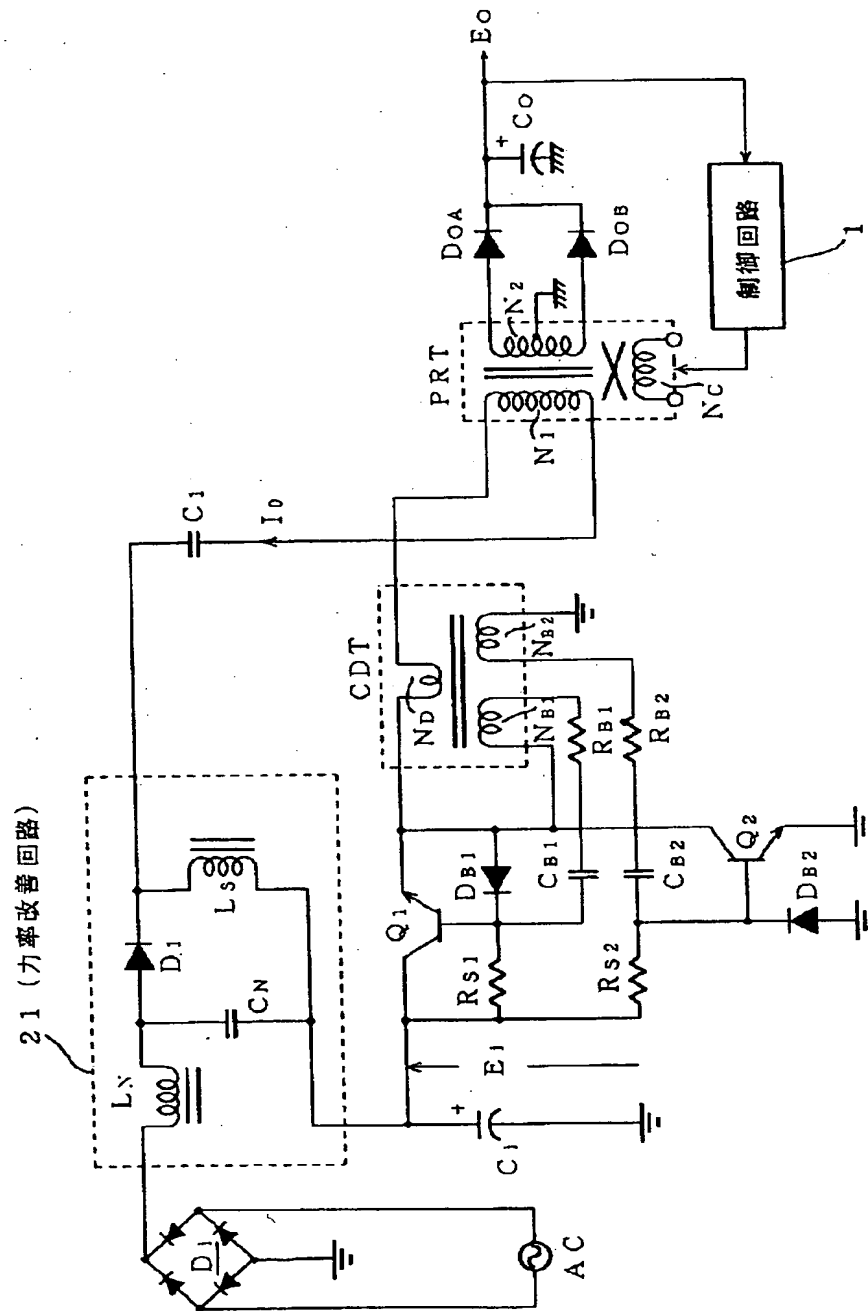 21 (力率改善回路)
LN
D1
CN
LS
D1
AC
C1
I0
C1
E1
Q1
RS1
DB1
CB1
RS2
CB2
Q2
DB2
CDT
ND
NB1
NB2
RB1
RB2
PRT
N1
N2
NC
DOA
DOB
CO
EO
制御回路
1
+
+